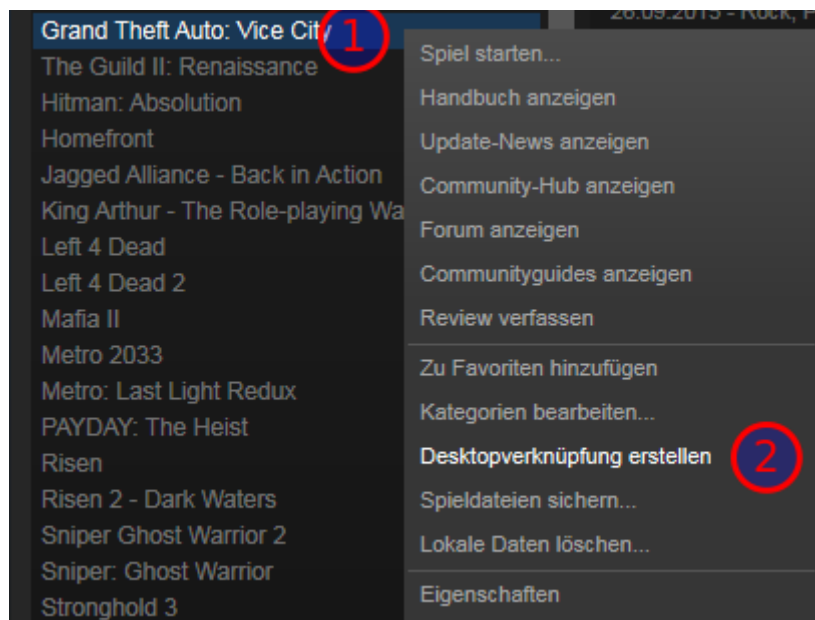 26.09.2015 - Rock, F
Grand Theft Auto: Vice City
1
The Guild II: Renaissance
Hitman: Absolution
Homefront
Jagged Alliance - Back in Action
King Arthur - The Role-playing Wa
Left 4 Dead
Left 4 Dead 2
Mafia II
Metro 2033
Metro: Last Light Redux
PAYDAY: The Heist
Risen
Risen 2 - Dark Waters
Sniper Ghost Warrior 2
Sniper: Ghost Warrior
Stronghold 3
Spiel starten...
Handbuch anzeigen
Update-News anzeigen
Community-Hub anzeigen
Forum anzeigen
Communityguides anzeigen
Review verfassen
Zu Favoriten hinzufügen
Kategorien bearbeiten...
Desktopverknüpfung erstellen
2
Spieldateien sichern...
Lokale Daten löschen...
Eigenschaften